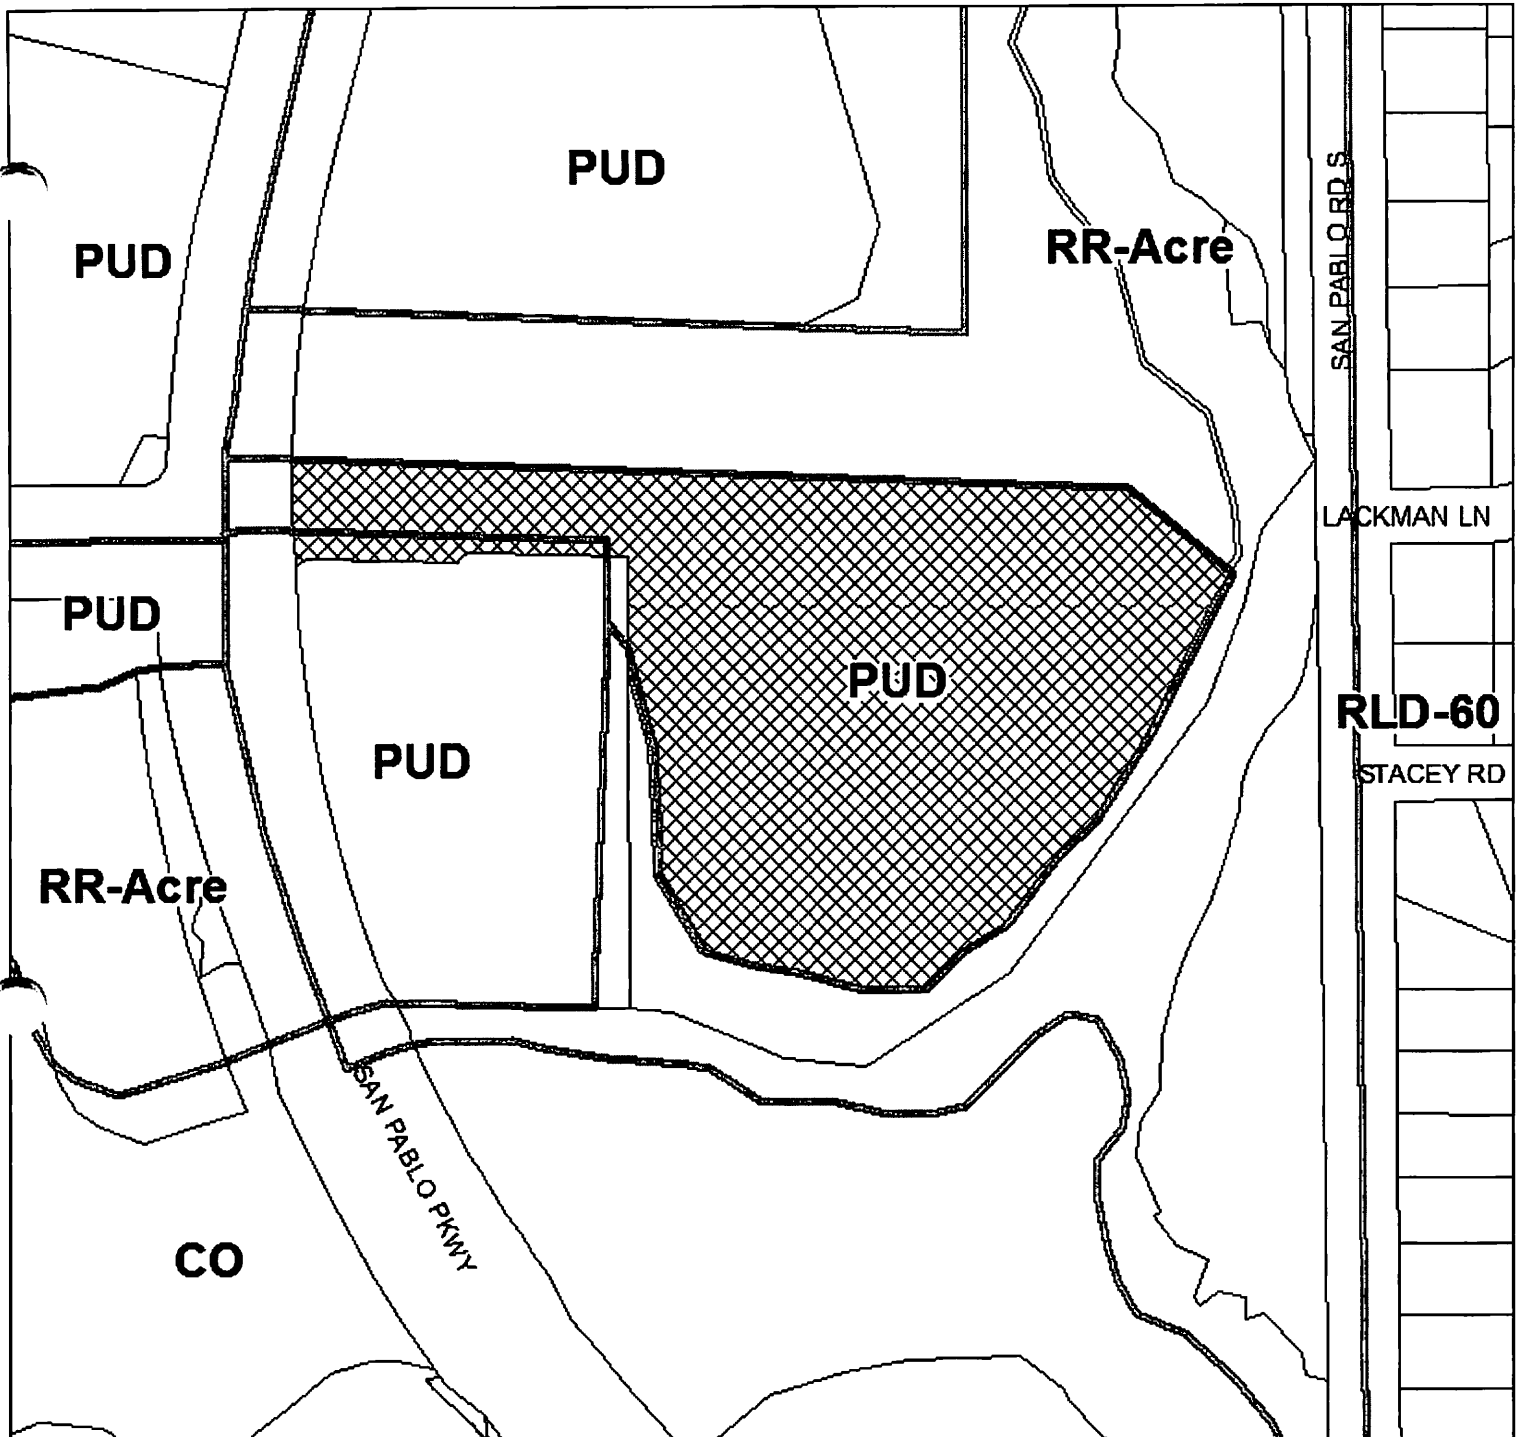 PUD
PUD
RR-Acre
SAN PABLO RD S
LACKMAN LN
PUD
PUD
RLD-60
PUD
STACEY RD
RR-Acre
SAN PABLO PKWY
CO